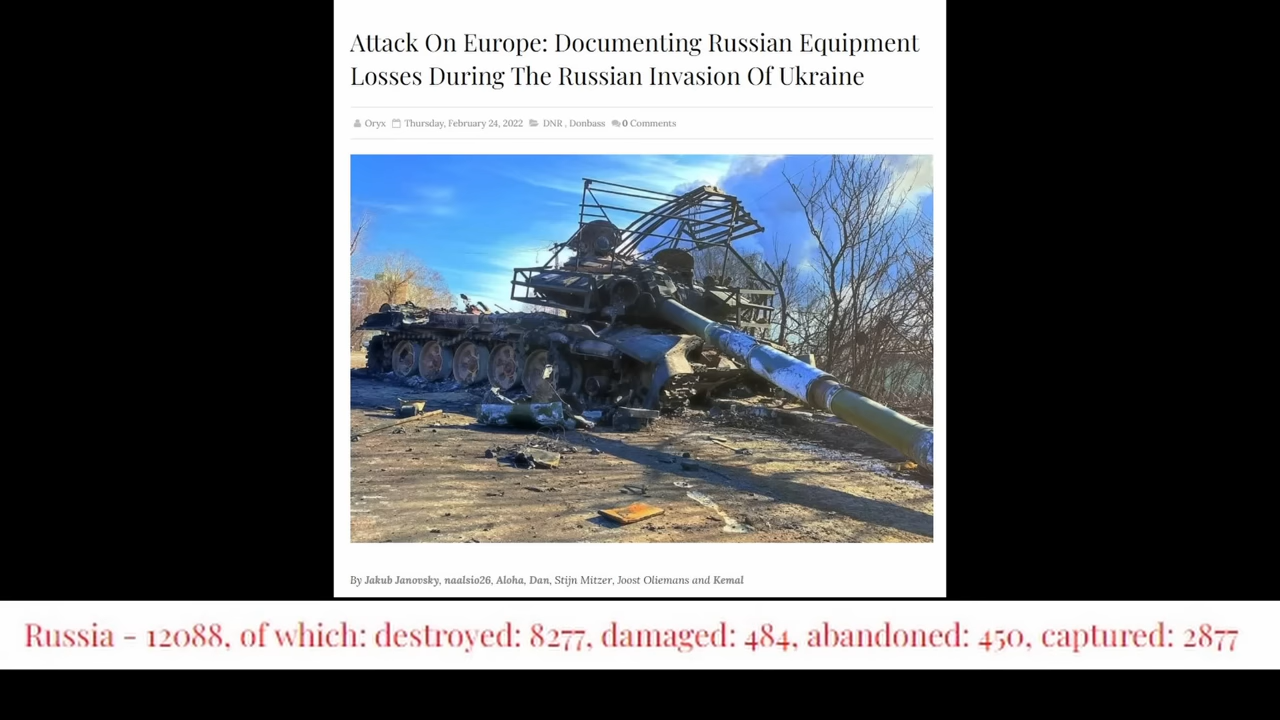 Attack On Europe: Documenting Russian Equipment
Losses During The Russian Invasion Of Ukraine
Oryx Thursday, February 24, 2022 DNR , Donbass 0 Comments
By Jakub Janovsky, naalsio26, Aloha, Dan, Stijn Mitzer, Joost Oliemans and Kemal
Russia - 12088, of which: destroyed: 8277, damaged: 484, abandoned: 450, captured: 2877